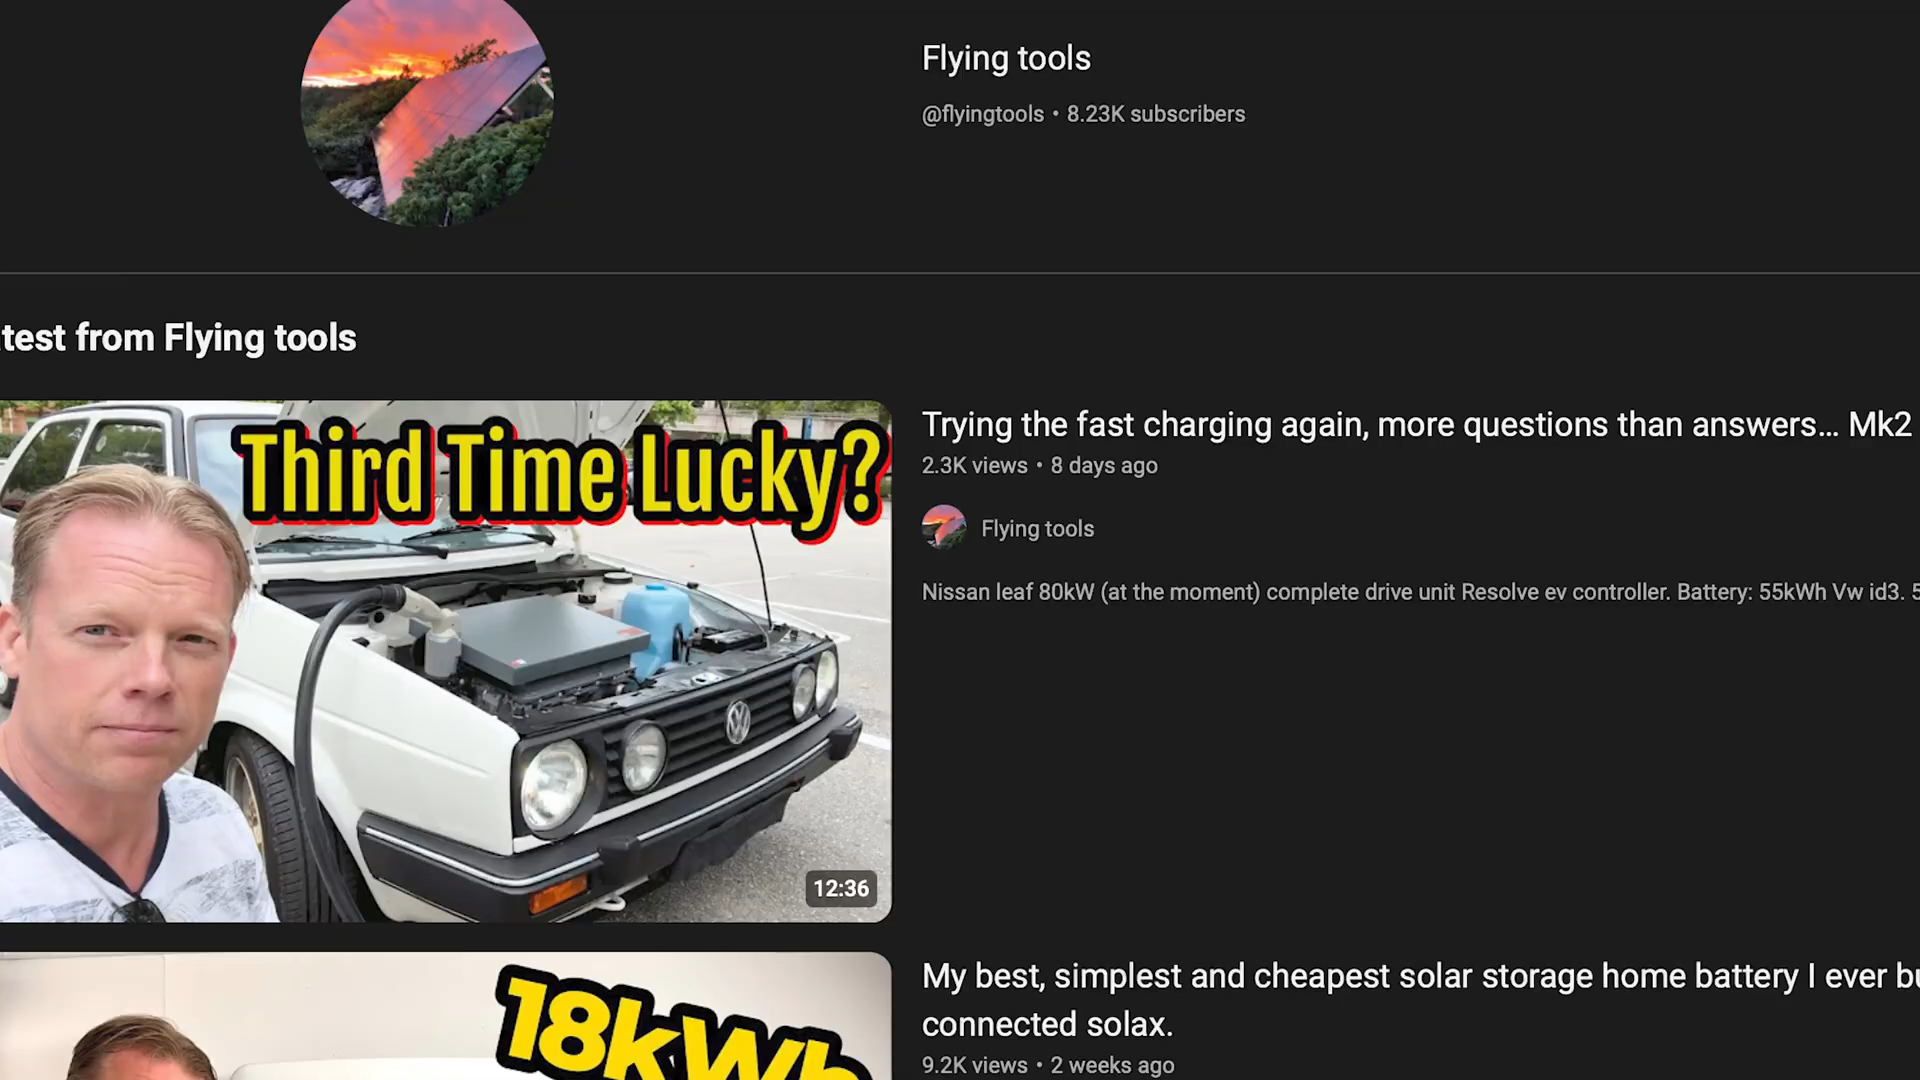 Flying tools
@flyingtools • 8.23K subscribers
test from Flying tools
Third Time Lucky?
12:36
Trying the fast charging again, more questions than answers... Mk2
2.3K views • 8 days ago
Flying tools
Nissan leaf 80kW (at the moment) complete drive unit Resolve ev controller. Battery: 55kWh Vw id3. 5
18kWh
My best, simplest and cheapest solar storage home battery I ever bu
connected solax.
9.2K views • 2 weeks ago